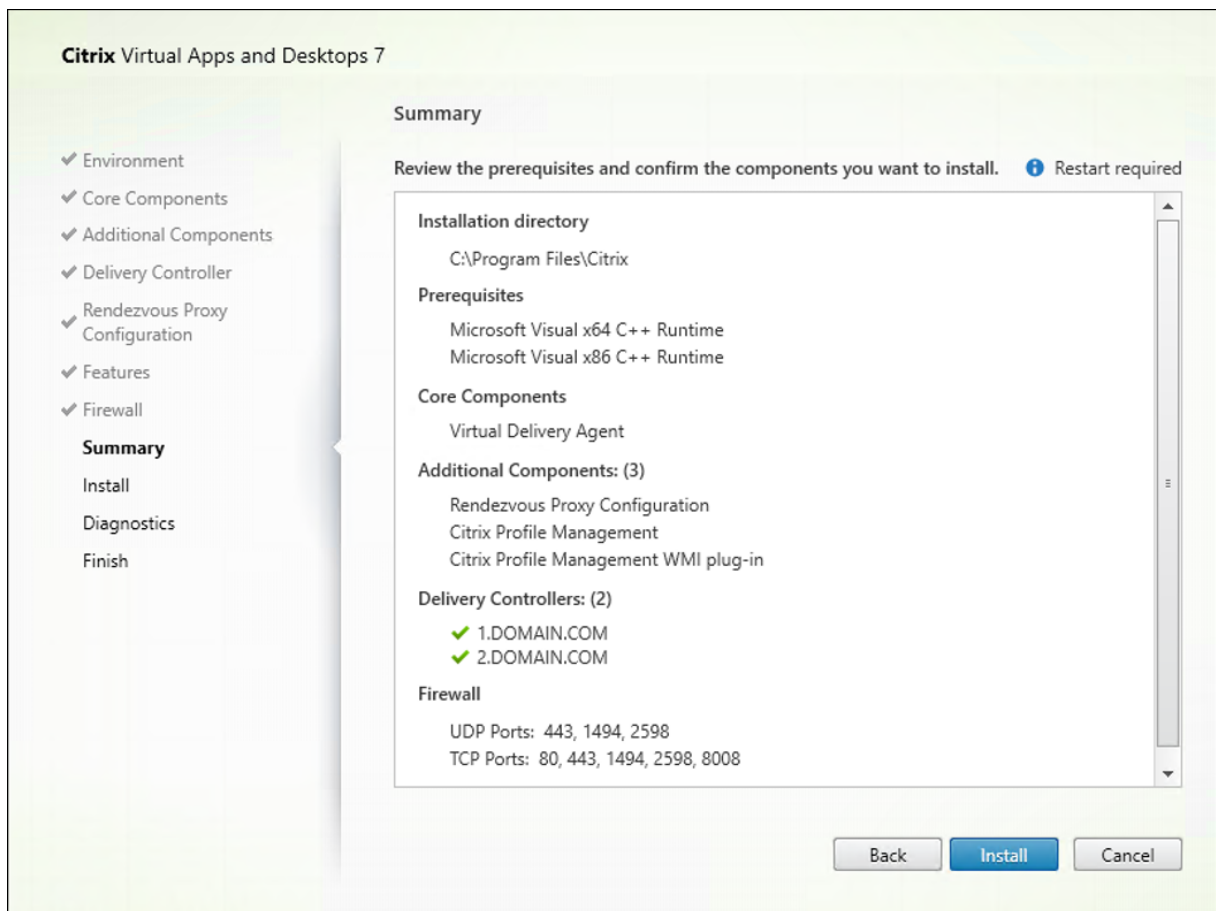 Citrix Virtual Apps and Desktops 7
Environment
Core Components
Additional Components
Delivery Controller
Rendezvous Proxy
Configuration
Features
Firewall
Summary
Install
Diagnostics
Finish
Summary
Review the prerequisites and confirm the components you want to install.
Restart required
Installation directory
C:\Program Files\Citrix
Prerequisites
Microsoft Visual x64 C++ Runtime
Microsoft Visual x86 C++ Runtime
Core Components
Virtual Delivery Agent
Additional Components: (3)
Rendezvous Proxy Configuration
Citrix Profile Management
Citrix Profile Management WMI plug-in
Delivery Controllers: (2)
1.DOMAIN.COM
2.DOMAIN.COM
Firewall
UDP Ports: 443, 1494, 2598
TCP Ports: 80, 443, 1494, 2598, 8008
Back
Install
Cancel